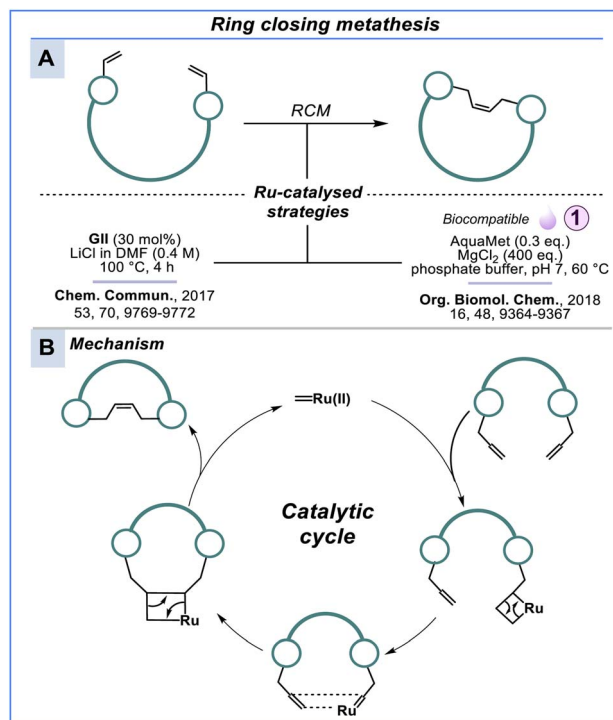 Ring closing metathesis
A
RCM
Ru-catalysed
strategies
GII (30 mol%)
LiCl in DMF (0.4 M)
100 °C, 4 h
Chem. Commun., 2017
53, 70, 9769-9772
Biocompatible 1
AquaMet (0.3 eq.)
MgCl₂ (400 eq.)
phosphate buffer, pH 7, 60 °C
Org. Biomol. Chem., 2018
16, 48, 9364-9367
B Mechanism
=Ru(II)
Catalytic
cycle
Ru
Ru
Ru